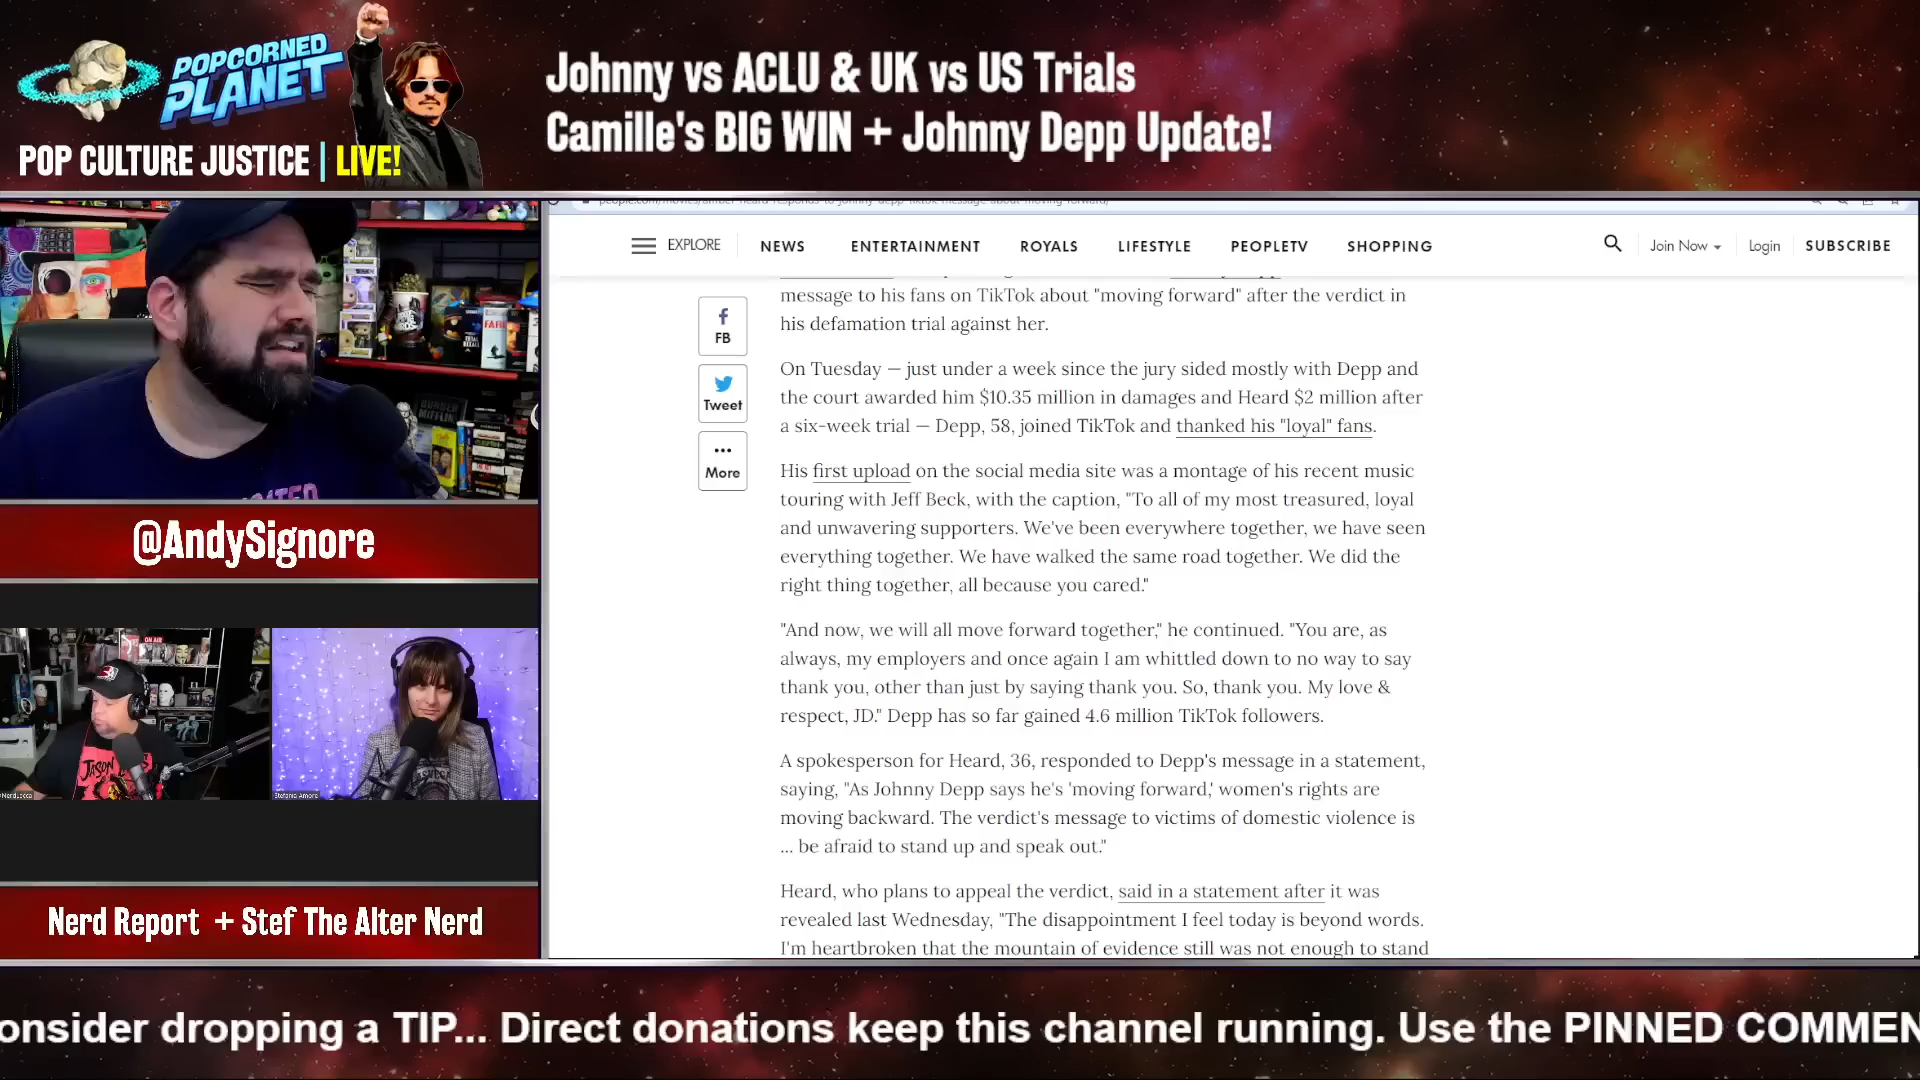 POPCORNED
PLANET
POP CULTURE JUSTICE | LIVE!
Johnny vs ACLU & UK vs US Trials
Camille's BIG WIN + Johnny Depp Update!
EXPLORE
NEWS
ENTERTAINMENT
ROYALS
LIFESTYLE
PEOPLETV
SHOPPING
Join Now
Login
SUBSCRIBE
FB
Tweet
More
message to his fans on TikTok about "moving forward" after the verdict in
his defamation trial against her.
On Tuesday — just under a week since the jury sided mostly with Depp and
the court awarded him $10.35 million in damages and Heard $2 million after
a six-week trial — Depp, 58, joined TikTok and thanked his "loyal" fans.
His first upload on the social media site was a montage of his recent music
touring with Jeff Beck, with the caption, "To all of my most treasured, loyal
and unwavering supporters. We've been everywhere together, we have seen
everything together. We have walked the same road together. We did the
right thing together, all because you cared."
"And now, we will all move forward together," he continued. "You are, as
always, my employers and once again I am whittled down to no way to say
thank you, other than just by saying thank you. So, thank you. My love &
respect, JD." Depp has so far gained 4.6 million TikTok followers.
A spokesperson for Heard, 36, responded to Depp's message in a statement,
saying, "As Johnny Depp says he's 'moving forward,' women's rights are
moving backward. The verdict's message to victims of domestic violence is
... be afraid to stand up and speak out."
Heard, who plans to appeal the verdict, said in a statement after it was
revealed last Wednesday, "The disappointment I feel today is beyond words.
I'm heartbroken that the mountain of evidence still was not enough to stand
@AndySignore
ON AIR
JASON
Stefania Amore
Nerd Report + Stef The Alter Nerd
onsider dropping a TIP... Direct donations keep this channel running. Use the PINNED COMMEN